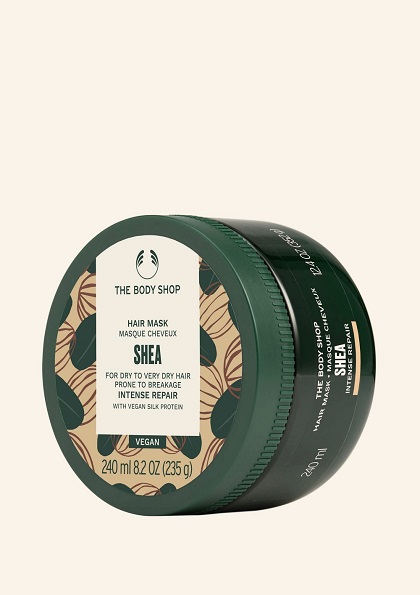 THE BODY SHOP
HAIR MASK
MASQUE CHEVEUX
SHEA
FOR DRY TO VERY DRY HAIR
PRONE TO BREAKAGE
INTENSE REPAIR
WITH VEGAN SILK PROTEIN
VEGAN
240 ml 8.2 OZ (235 g)
THE BODY SHOP
HAIR MASK • MASQUE CHEVEUX
SHEA
INTENSE REPAIR
240 ml